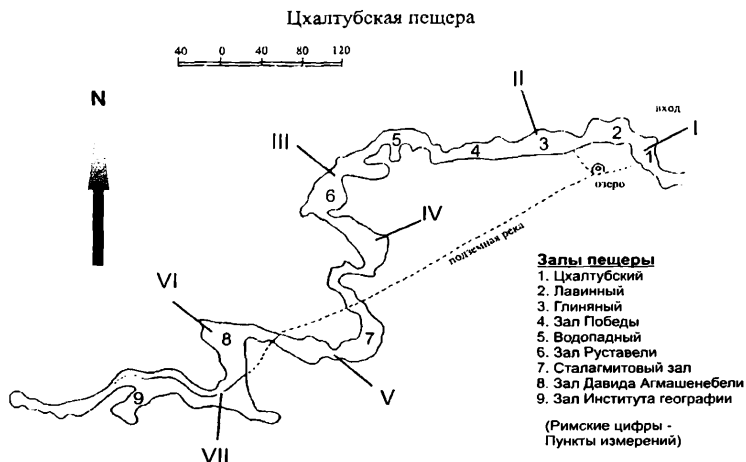 Цхалтубская пещера
40 0 40 80 120
N
II
вход
I
III
5
4
3
2
1
6
озеро
IV
подземная река
VI
8
7
V
9
VII
Залы пещеры
1. Цхалтубский
2. Лавинный
3. Глиняный
4. Зал Победы
5. Водопадный
6. Зал Руставели
7. Сталагмитовый зал
8. Зал Давида Агмашенебели
9. Зал Института географии
(Римские цифры -
Пункты измерений)